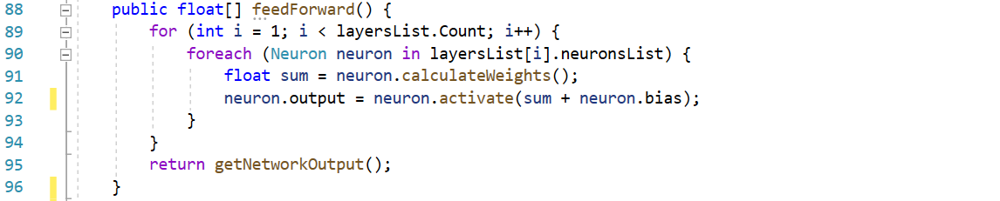 88 public float[] feedForward() {
89 for (int i = 1; i < layersList.Count; i++) {
90 foreach (Neuron neuron in layersList[i].neuronsList) {
91 float sum = neuron.calculateWeights();
92 neuron.output = neuron.activate(sum + neuron.bias);
93 }
94 }
95 return getNetworkOutput();
96 }